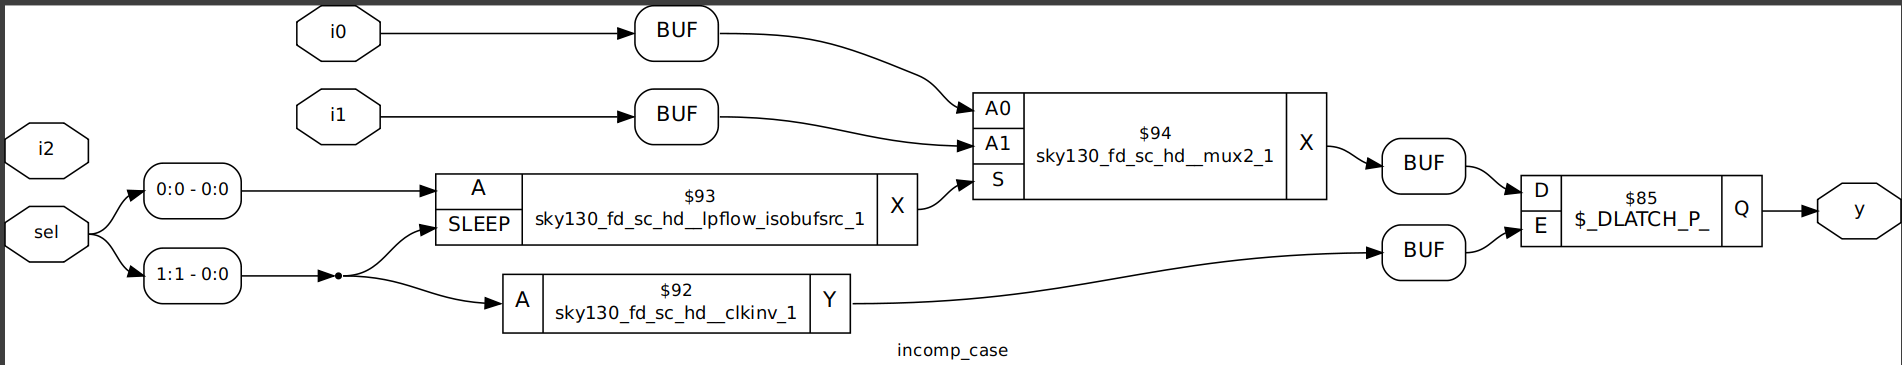 i0
BUF
i1
BUF
i2
sel
0:0 - 0:0
1:1 - 0:0
A
SLEEP
$93
sky130_fd_sc_hd__lpflow_isobufsrc_1
X
A
$92
sky130_fd_sc_hd__clkinv_1
Y
A0
A1
S
$94
sky130_fd_sc_hd__mux2_1
X
BUF
BUF
D
E
$85
$_DLATCH_P_
Q
y
incomp_case